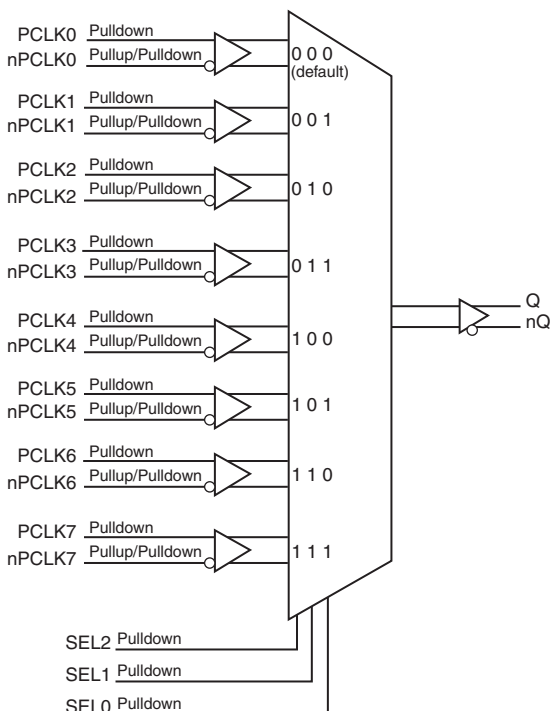 PCLK0 Pulldown
nPCLK0 Pullup/Pulldown
0 0 0
(default)
PCLK1 Pulldown
nPCLK1 Pullup/Pulldown
0 0 1
PCLK2 Pulldown
nPCLK2 Pullup/Pulldown
0 1 0
PCLK3 Pulldown
nPCLK3 Pullup/Pulldown
0 1 1
Q
nQ
PCLK4 Pulldown
nPCLK4 Pullup/Pulldown
1 0 0
PCLK5 Pulldown
nPCLK5 Pullup/Pulldown
1 0 1
PCLK6 Pulldown
nPCLK6 Pullup/Pulldown
1 1 0
PCLK7 Pulldown
nPCLK7 Pullup/Pulldown
1 1 1
SEL2 Pulldown
SEL1 Pulldown
SEL0 Pulldown